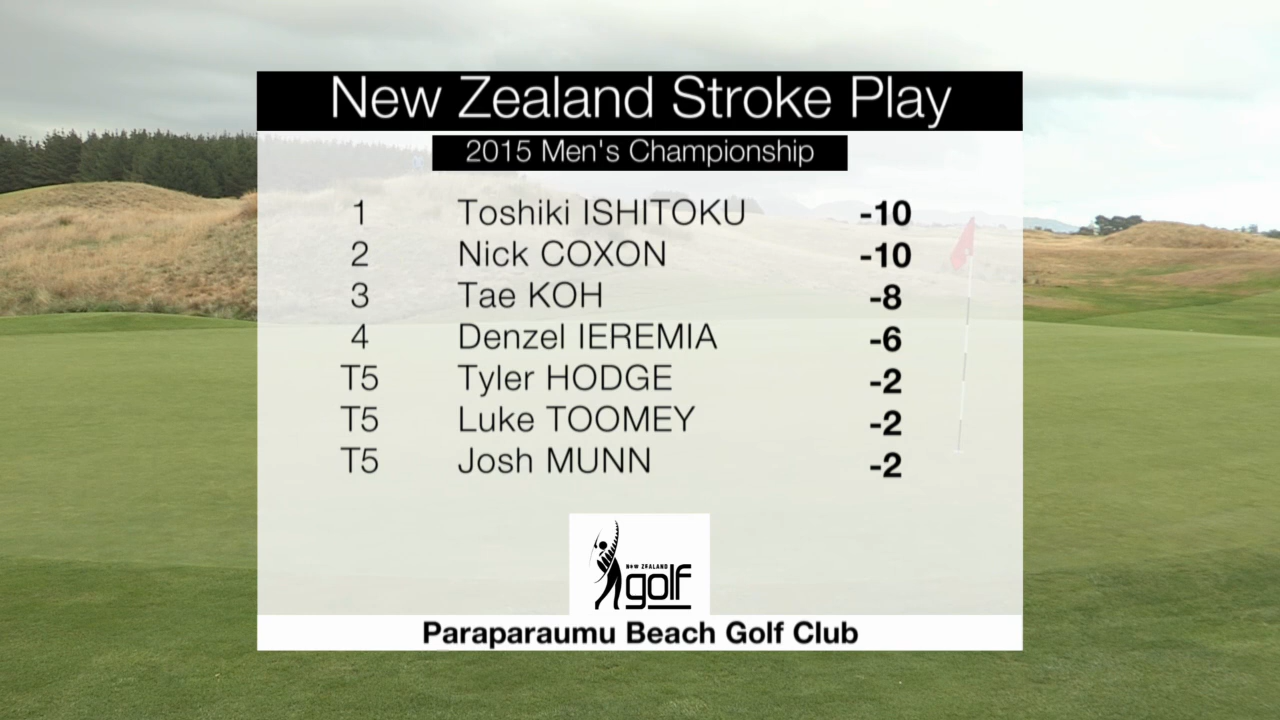 New Zealand Stroke Play
2015 Men's Championship
1 Toshiki ISHITOKU -10
2 Nick COXON -10
3 Tae KOH -8
4 Denzel IEREMIA -6
T5 Tyler HODGE -2
T5 Luke TOOMEY -2
T5 Josh MUNN -2
NEW ZEALAND
golf
Paraparaumu Beach Golf Club